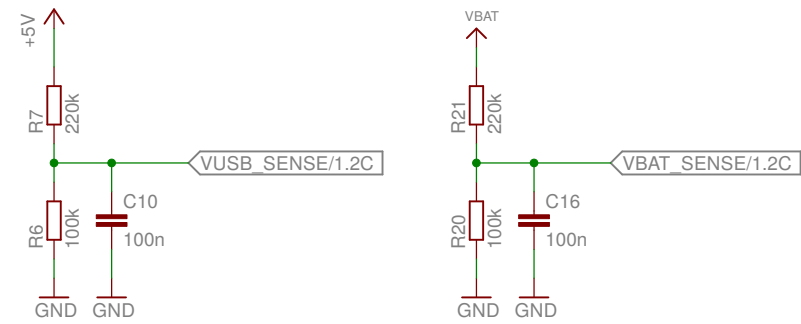 +5V
R7
220k
VUSB_SENSE/1.2C
R6
100k
C10
100n
GND
GND
VBAT
R21
220k
VBAT_SENSE/1.2C
R20
100k
C16
100n
GND
GND